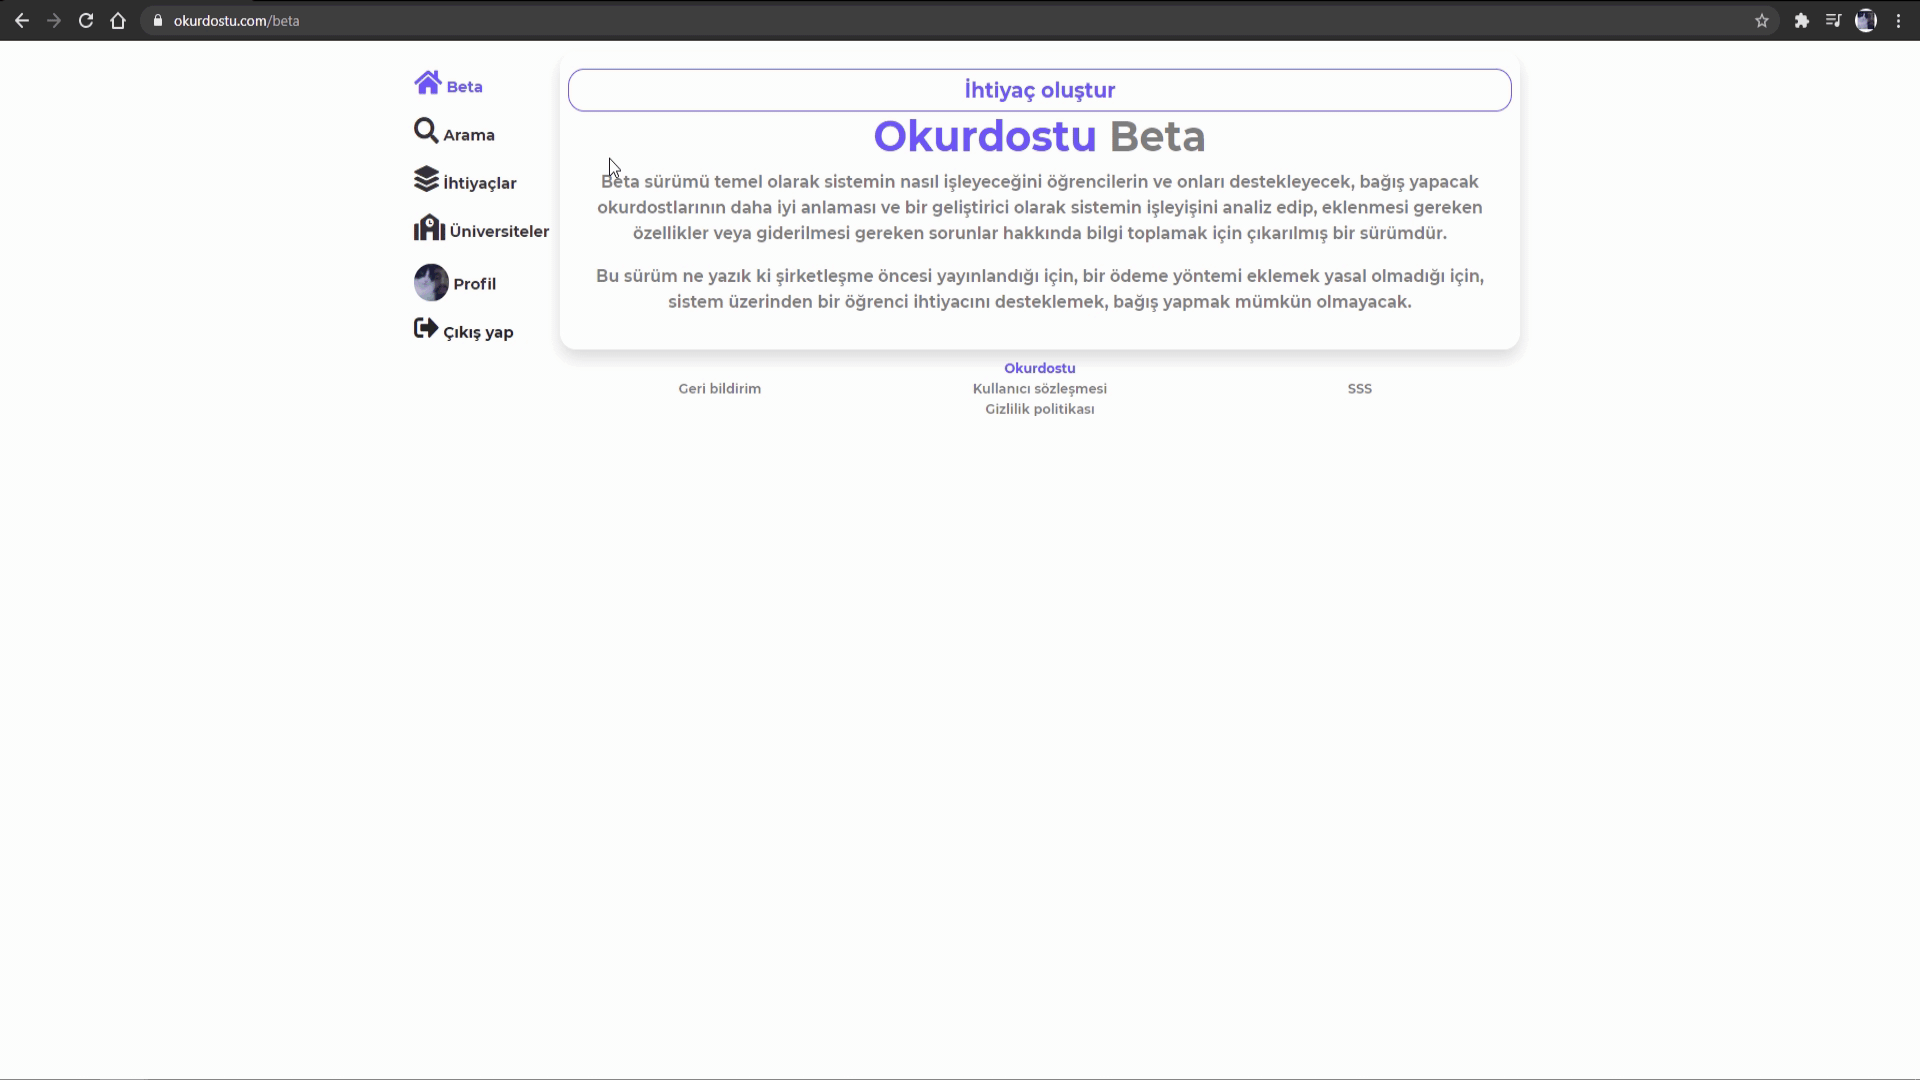 okurdostu.com/beta
Beta
Arama
İhtiyaçlar
Üniversiteler
Profil
Çıkış yap
İhtiyaç oluştur
Okurdostu Beta
Beta sürümü temel olarak sistemin nasıl işleyeceğini öğrencilerin ve onları destekleyecek, bağış yapacak
okurdostlarının daha iyi anlaması ve bir geliştirici olarak sistemin işleyişini analiz edip, eklenmesi gereken
özellikler veya giderilmesi gereken sorunlar hakkında bilgi toplamak için çıkarılmış bir sürümdür.
Bu sürüm ne yazık ki şirketleşme öncesi yayınlandığı için, bir ödeme yöntemi eklemek yasal olmadığı için,
sistem üzerinden bir öğrenci ihtiyacını desteklemek, bağış yapmak mümkün olmayacak.
Okurdostu
Geri bildirim
Kullanıcı sözleşmesi
SSS
Gizlilik politikası